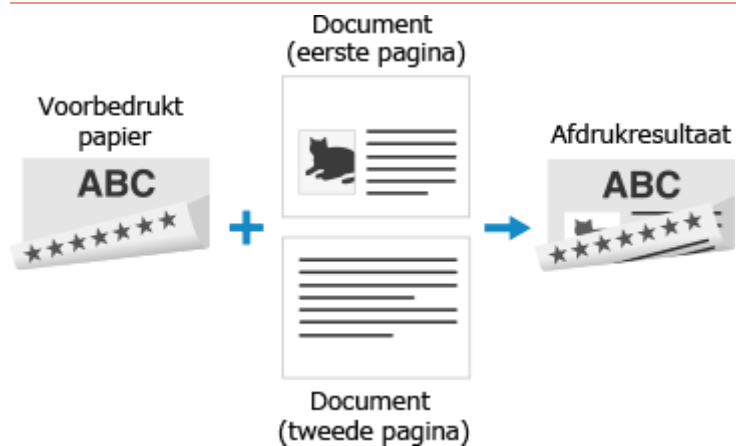 Document
(eerste pagina)
Voorbedrukt
papier
ABC
Afdrukresultaat
ABC
Document
(tweede pagina)